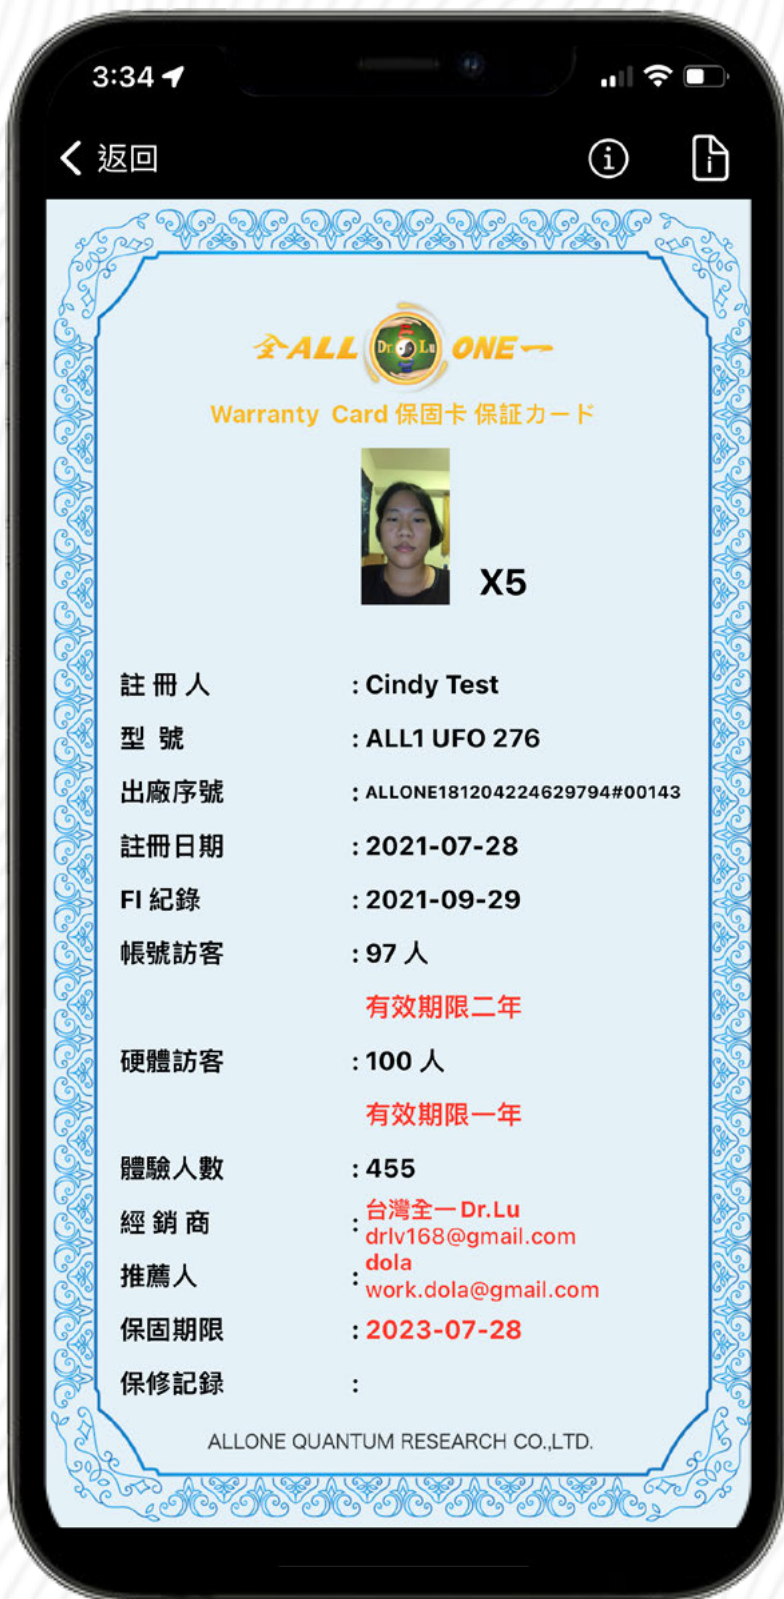 3:34
返回
全ALL Dr. Lu ONE一
Warranty Card 保固卡 保証カード
X5
註 冊 人 : Cindy Test
型 號 : ALL1 UFO 276
出廠序號 : ALLONE181204224629794#00143
註冊日期 : 2021-07-28
FI 紀錄 : 2021-09-29
帳號訪客 : 97 人
有效期限二年
硬體訪客 : 100 人
有效期限一年
體驗人數 : 455
經 銷 商 : 台灣全一 Dr.Lu
drlv168@gmail.com
推薦人 : dola
work.dola@gmail.com
保固期限 : 2023-07-28
保修記録 :
ALLONE QUANTUM RESEARCH CO.,LTD.